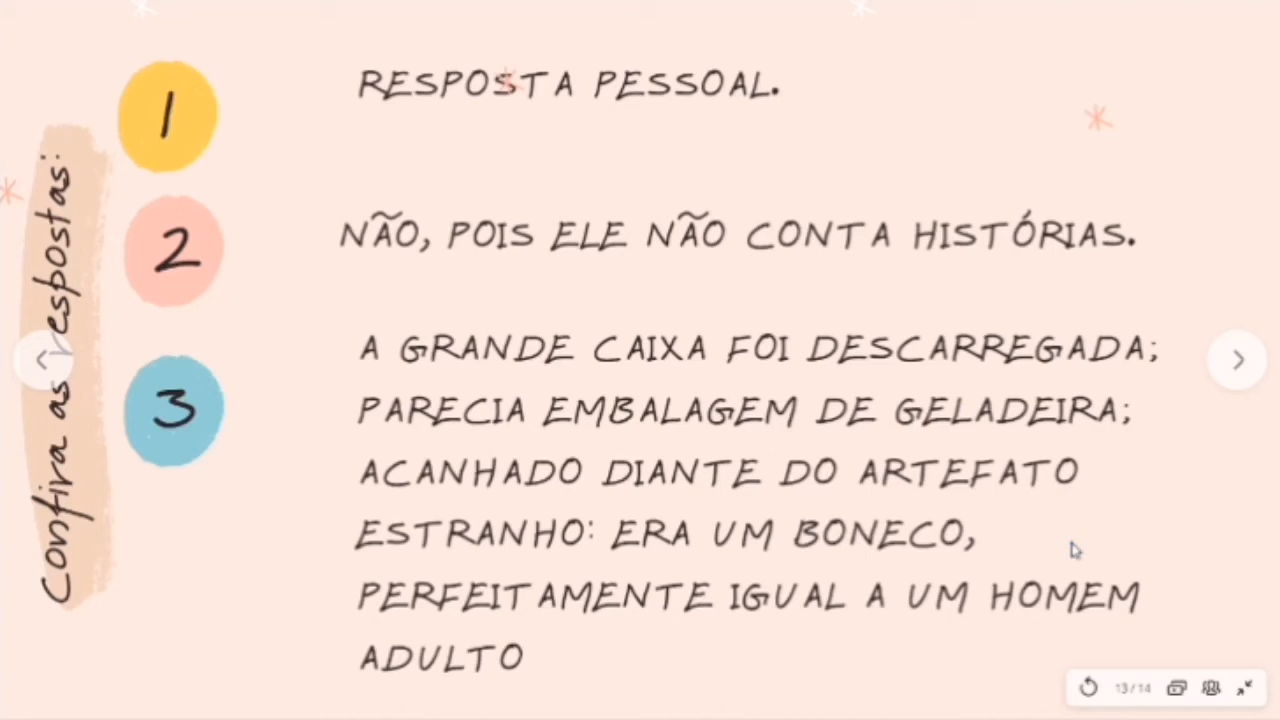 Confira as respostas:
1
RESPOSTA PESSOAL.
2
NÃO, POIS ELE NÃO CONTA HISTÓRIAS.
3
A GRANDE CAIXA FOI DESCARREGADA;
PARECIA EMBALAGEM DE GELADEIRA;
ACANHADO DIANTE DO ARTEFATO
ESTRANHO: ERA UM BONECO,
PERFEITAMENTE IGUAL A UM HOMEM
ADULTO
13/14